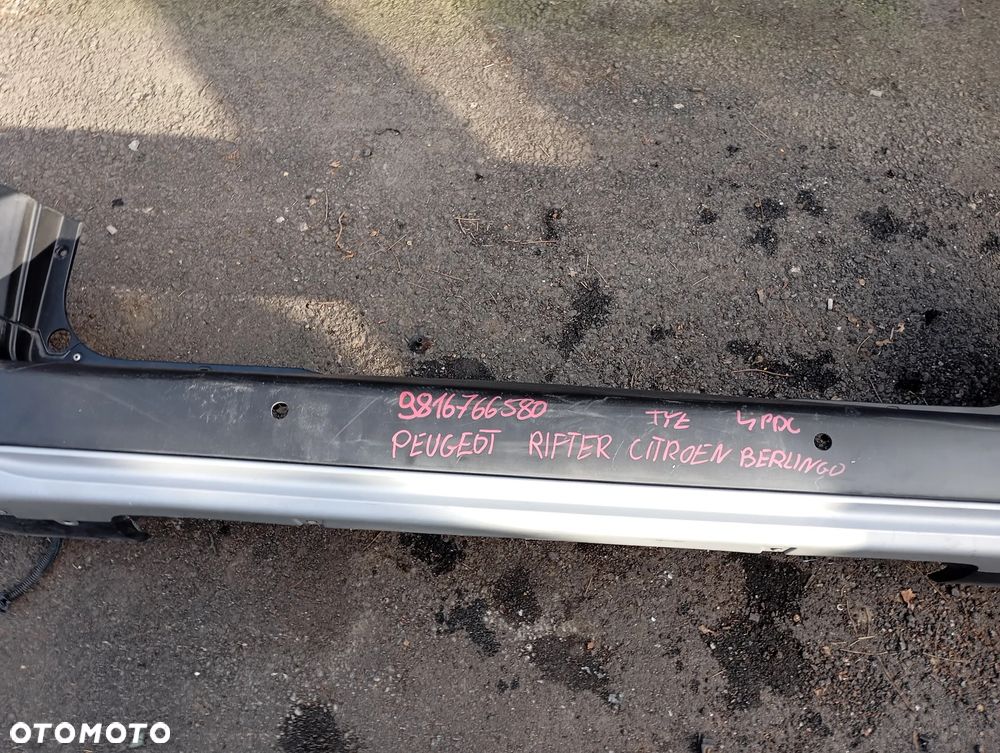 9816766580 TYŁ 4PDC
PEUGEOT RIFTER/CITROEN BERLINGO
OTOMOTO